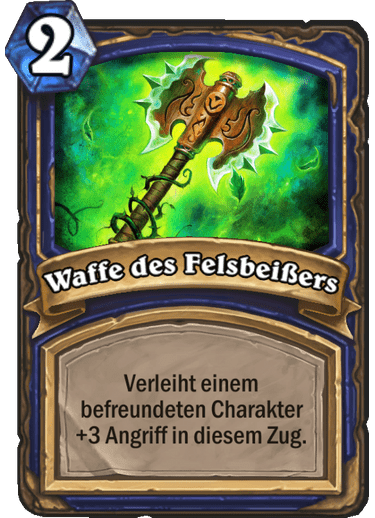 2
Waffe des Felsbeißers
Verleiht einem
befreundeten Charakter
+3 Angriff in diesem Zug.